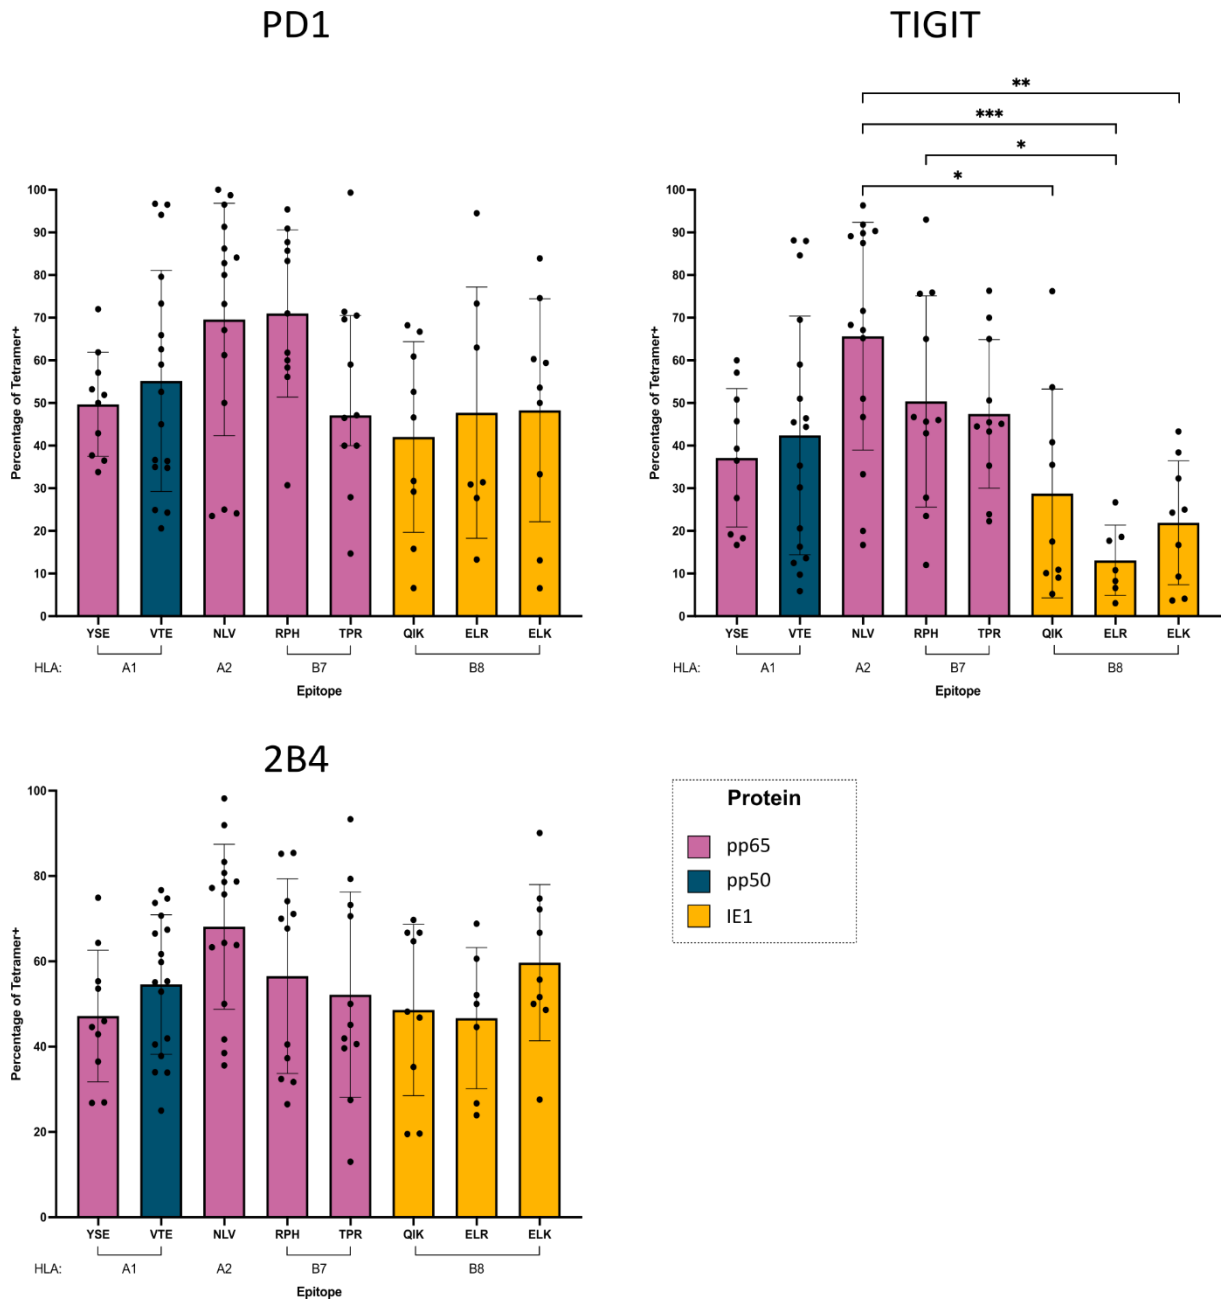 PD1
TIGIT
**
***
*
*
Percentage of Tetramer+
100
90
80
70
60
50
40
30
20
10
0
YSE VTE NLV RPH TPR QIK ELR ELK
HLA: A1 A2 B7 B8
Epitope
Percentage of Tetramer+
100
90
80
70
60
50
40
30
20
10
0
YSE VTE NLV RPH TPR QIK ELR ELK
HLA: A1 A2 B7 B8
Epitope
2B4
Percentage of Tetramer+
100
80
60
40
20
0
YSE VTE NLV RPH TPR QIK ELR ELK
HLA: A1 A2 B7 B8
Epitope
Protein
pp65
pp50
IE1